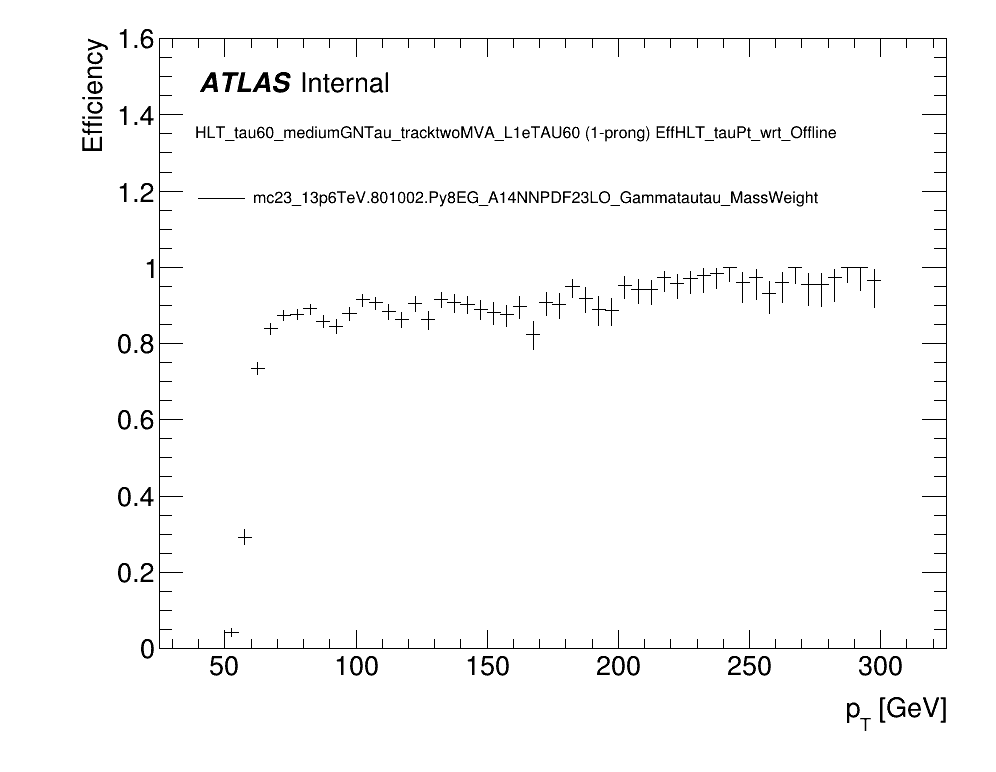 1.6
Efficiency
ATLAS Internal
1.4
HLT_tau60_mediumGNTau_tracktwoMVA_L1eTAU60 (1-prong) EffHLT_tauPt_wrt_Offline
1.2
mc23_13p6TeV.801002.Py8EG_A14NNPDF23LO_Gammatautau_MassWeight
1
0.8
0.6
0.4
0.2
0
50 100 150 200 250 300
p_T [GeV]